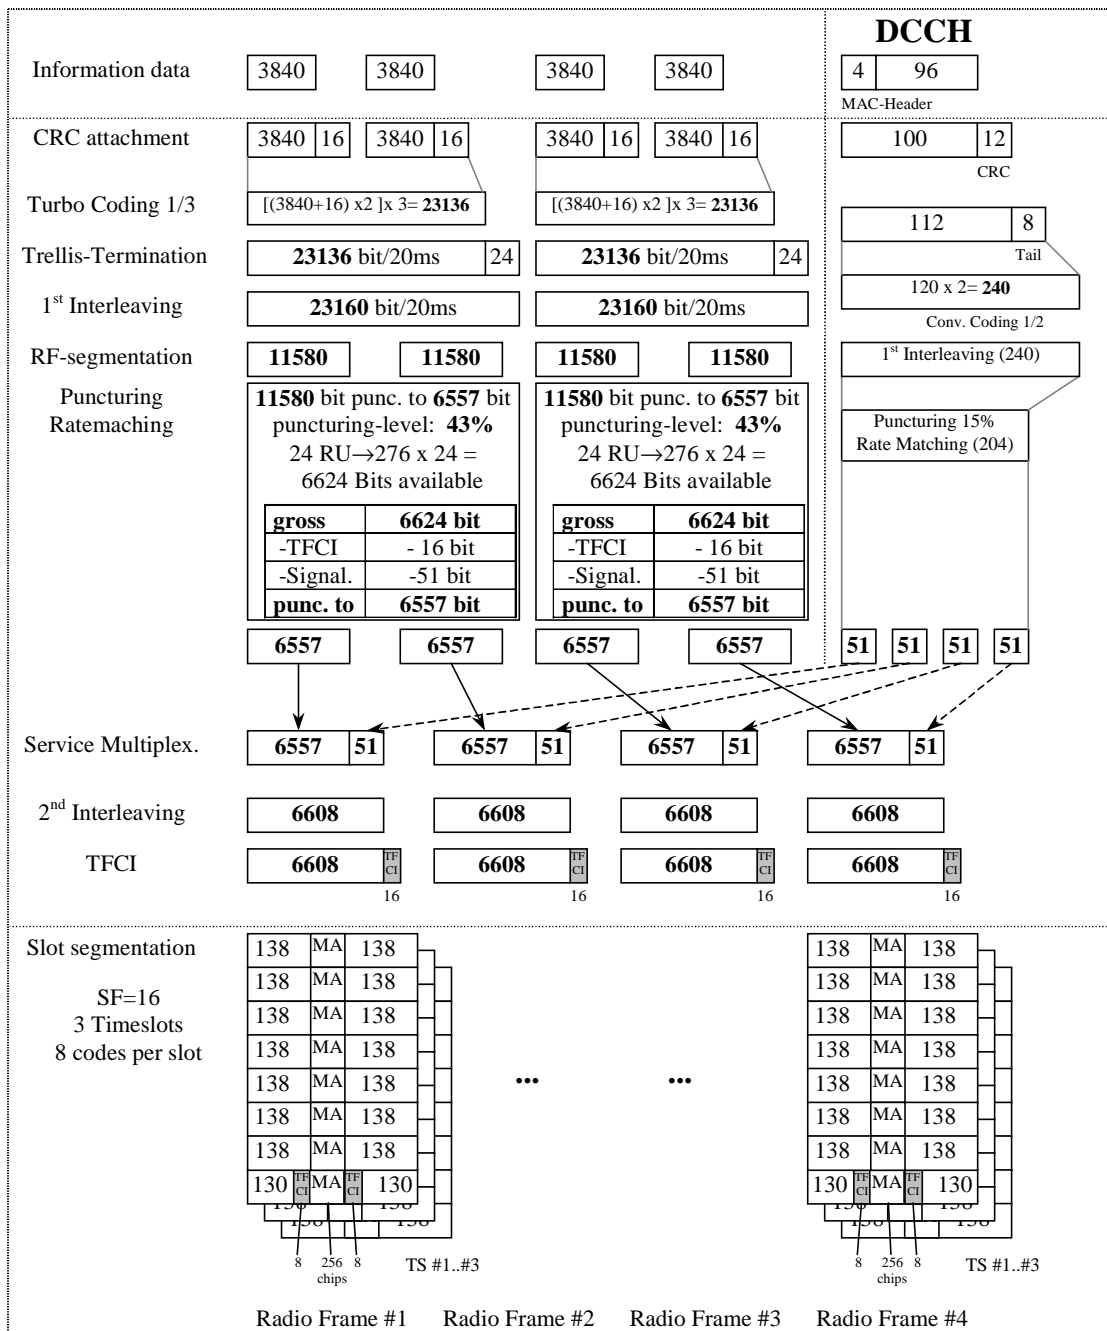 DCCH
Information data 3840 3840 3840 3840 4 96
MAC-Header
CRC attachment 3840 16 3840 16 3840 16 3840 16 100 12
CRC
Turbo Coding 1/3 [(3840+16) x2 ]x 3= 23136 [(3840+16) x2 ]x 3= 23136
112 8
Tail
Trellis-Termination 23136 bit/20ms 24 23136 bit/20ms 24
120 x 2= 240
1st Interleaving 23160 bit/20ms 23160 bit/20ms
Conv. Coding 1/2
RF-segmentation 11580 11580 11580 11580 1st Interleaving (240)
Puncturing
Ratemaching
11580 bit punc. to 6557 bit
puncturing-level: 43%
24 RU→276 x 24 =
6624 Bits available
gross 6624 bit
-TFCI - 16 bit
-Signal. -51 bit
punc. to 6557 bit
11580 bit punc. to 6557 bit
puncturing-level: 43%
24 RU→276 x 24 =
6624 Bits available
gross 6624 bit
-TFCI - 16 bit
-Signal. -51 bit
punc. to 6557 bit
Puncturing 15%
Rate Matching (204)
6557 6557 6557 6557 51 51 51 51
Service Multiplex. 6557 51 6557 51 6557 51 6557 51
2nd Interleaving 6608 6608 6608 6608
TFCI 6608 TF CI 6608 TF CI 6608 TF CI 6608 TF CI
16 16 16 16
Slot segmentation
SF=16
3 Timeslots
8 codes per slot
138 MA 138 138 MA 138
138 MA 138 138 MA 138
138 MA 138 138 MA 138
138 MA 138 138 MA 138
138 MA 138 ... ... 138 MA 138
138 MA 138 138 MA 138
138 MA 138 138 MA 138
130 TF CI MA TF CI 130 130 TF CI MA TF CI 130
138 138 138 138
138 138 138 138
8 256 chips 8 TS #1..#3 8 256 chips 8 TS #1..#3
Radio Frame #1 Radio Frame #2 Radio Frame #3 Radio Frame #4